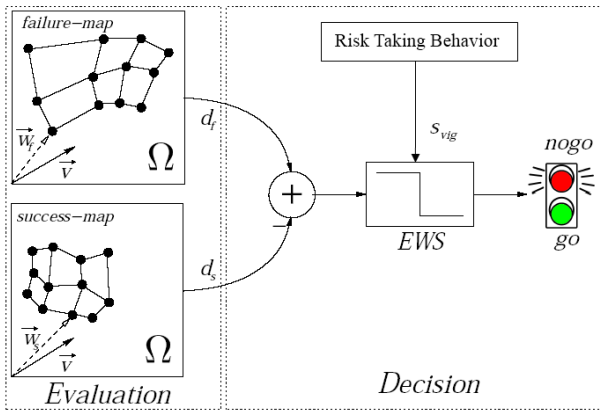 failure-map
W_f
V
Ω
d_f
success-map
W_s
V
Ω
d_s
Evaluation
Risk Taking Behavior
s_vig
+
−
EWS
nogo
go
Decision